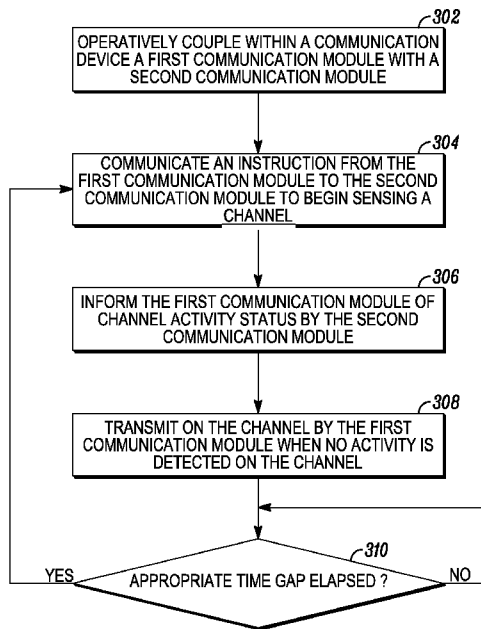 302
OPERATIVELY COUPLE WITHIN A COMMUNICATION
DEVICE A FIRST COMMUNICATION MODULE WITH A
SECOND COMMUNICATION MODULE
304
COMMUNICATE AN INSTRUCTION FROM THE
FIRST COMMUNICATION MODULE TO THE SECOND
COMMUNICATION MODULE TO BEGIN SENSING A
CHANNEL
306
INFORM THE FIRST COMMUNICATION MODULE OF
CHANNEL ACTIVITY STATUS BY THE SECOND
COMMUNICATION MODULE
308
TRANSMIT ON THE CHANNEL BY THE FIRST
COMMUNICATION MODULE WHEN NO ACTIVITY IS
DETECTED ON THE CHANNEL
310
YES
APPROPRIATE TIME GAP ELAPSED ?
NO